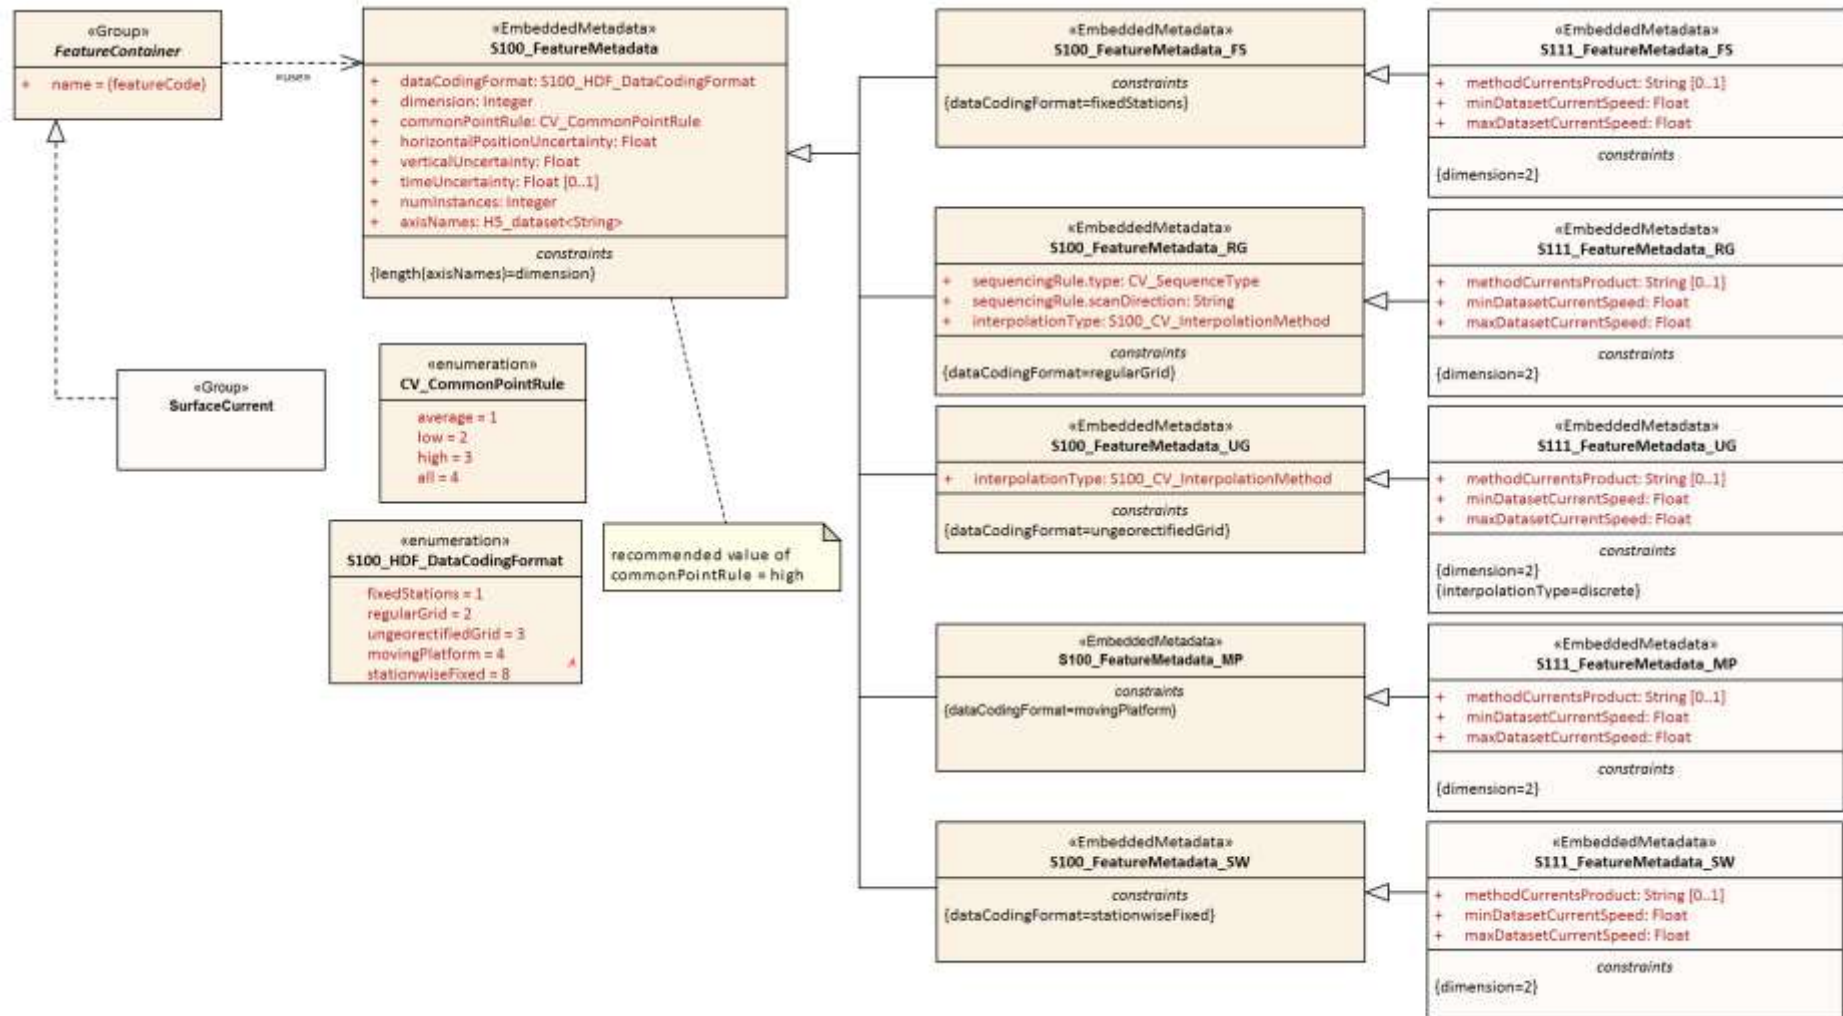 «Group»
FeatureContainer
+ name = (featureCode)
«use»
«EmbeddedMetadata»
S100_FeatureMetadata
+ dataCodingFormat: S100_HDF_DataCodingFormat
+ dimension: Integer
+ commonPointRule: CV_CommonPointRule
+ horizontalPositionUncertainty: Float
+ verticalUncertainty: Float
+ timeUncertainty: Float [0..1]
+ numInstances: Integer
+ axisNames: H5_dataset<String>
constraints
{length(axisNames)=dimension}
«Group»
SurfaceCurrent
«enumeration»
CV_CommonPointRule
average = 1
low = 2
high = 3
all = 4
«enumeration»
S100_HDF_DataCodingFormat
fixedStations = 1
regularGrid = 2
ungeorectifiedGrid = 3
movingPlatform = 4
stationwiseFixed = 8
recommended value of
commonPointRule = high
«EmbeddedMetadata»
S100_FeatureMetadata_FS
constraints
{dataCodingFormat=fixedStations}
«EmbeddedMetadata»
S111_FeatureMetadata_FS
+ methodCurrentsProduct: String [0..1]
+ minDatasetCurrentSpeed: Float
+ maxDatasetCurrentSpeed: Float
constraints
{dimension=2}
«EmbeddedMetadata»
S100_FeatureMetadata_RG
+ sequencingRule.type: CV_SequenceType
+ sequencingRule.scanDirection: String
+ interpolationType: S100_CV_InterpolationMethod
constraints
{dataCodingFormat=regularGrid}
«EmbeddedMetadata»
S111_FeatureMetadata_RG
+ methodCurrentsProduct: String [0..1]
+ minDatasetCurrentSpeed: Float
+ maxDatasetCurrentSpeed: Float
constraints
{dimension=2}
«EmbeddedMetadata»
S100_FeatureMetadata_UG
+ interpolationType: S100_CV_InterpolationMethod
constraints
{dataCodingFormat=ungeorectifiedGrid}
«EmbeddedMetadata»
S111_FeatureMetadata_UG
+ methodCurrentsProduct: String [0..1]
+ minDatasetCurrentSpeed: Float
+ maxDatasetCurrentSpeed: Float
constraints
{dimension=2}
{interpolationType=discrete}
«EmbeddedMetadata»
S100_FeatureMetadata_MP
constraints
{dataCodingFormat=movingPlatform}
«EmbeddedMetadata»
S111_FeatureMetadata_MP
+ methodCurrentsProduct: String [0..1]
+ minDatasetCurrentSpeed: Float
+ maxDatasetCurrentSpeed: Float
constraints
{dimension=2}
«EmbeddedMetadata»
S100_FeatureMetadata_SW
constraints
{dataCodingFormat=stationwiseFixed}
«EmbeddedMetadata»
S111_FeatureMetadata_SW
+ methodCurrentsProduct: String [0..1]
+ minDatasetCurrentSpeed: Float
+ maxDatasetCurrentSpeed: Float
constraints
{dimension=2}